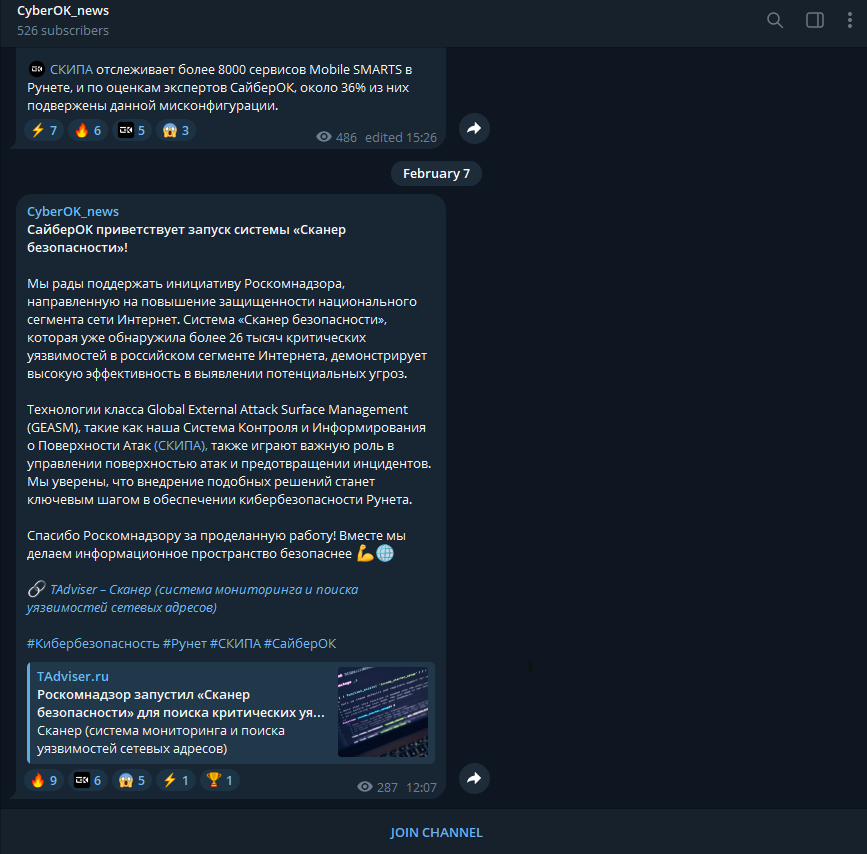 CyberOK_news
526 subscribers
СКИПА отслеживает более 8000 сервисов Mobile SMARTS в
Рунете, и по оценкам экспертов СайберОК, около 36% из них
подвержены данной мисконфигурации.
⚡ 7 🔥 6 5 😱 3
486 edited 15:26
February 7
CyberOK_news
СайберОК приветствует запуск системы «Сканер
безопасности»!
Мы рады поддержать инициативу Роскомнадзора,
направленную на повышение защищенности национального
сегмента сети Интернет. Система «Сканер безопасности»,
которая уже обнаружила более 26 тысяч критических
уязвимостей в российском сегменте Интернета, демонстрирует
высокую эффективность в выявлении потенциальных угроз.
Технологии класса Global External Attack Surface Management
(GEASM), такие как наша Система Контроля и Информирования
о Поверхности Атак (СКИПА), также играют важную роль в
управлении поверхностью атак и предотвращении инцидентов.
Мы уверены, что внедрение подобных решений станет
ключевым шагом в обеспечении кибербезопасности Рунета.
Спасибо Роскомнадзору за проделанную работу! Вместе мы
делаем информационное пространство безопаснее 💪🌐
🔗 TAdviser – Сканер (система мониторинга и поиска
уязвимостей сетевых адресов)
#Кибербезопасность #Рунет #СКИПА #СайберОК
TAdviser.ru
Роскомнадзор запустил «Сканер
безопасности» для поиска критических уя...
Сканер (система мониторинга и поиска
уязвимостей сетевых адресов)
🔥 9 6 😱 5 ⚡ 1 🏆 1
287 12:07
JOIN CHANNEL